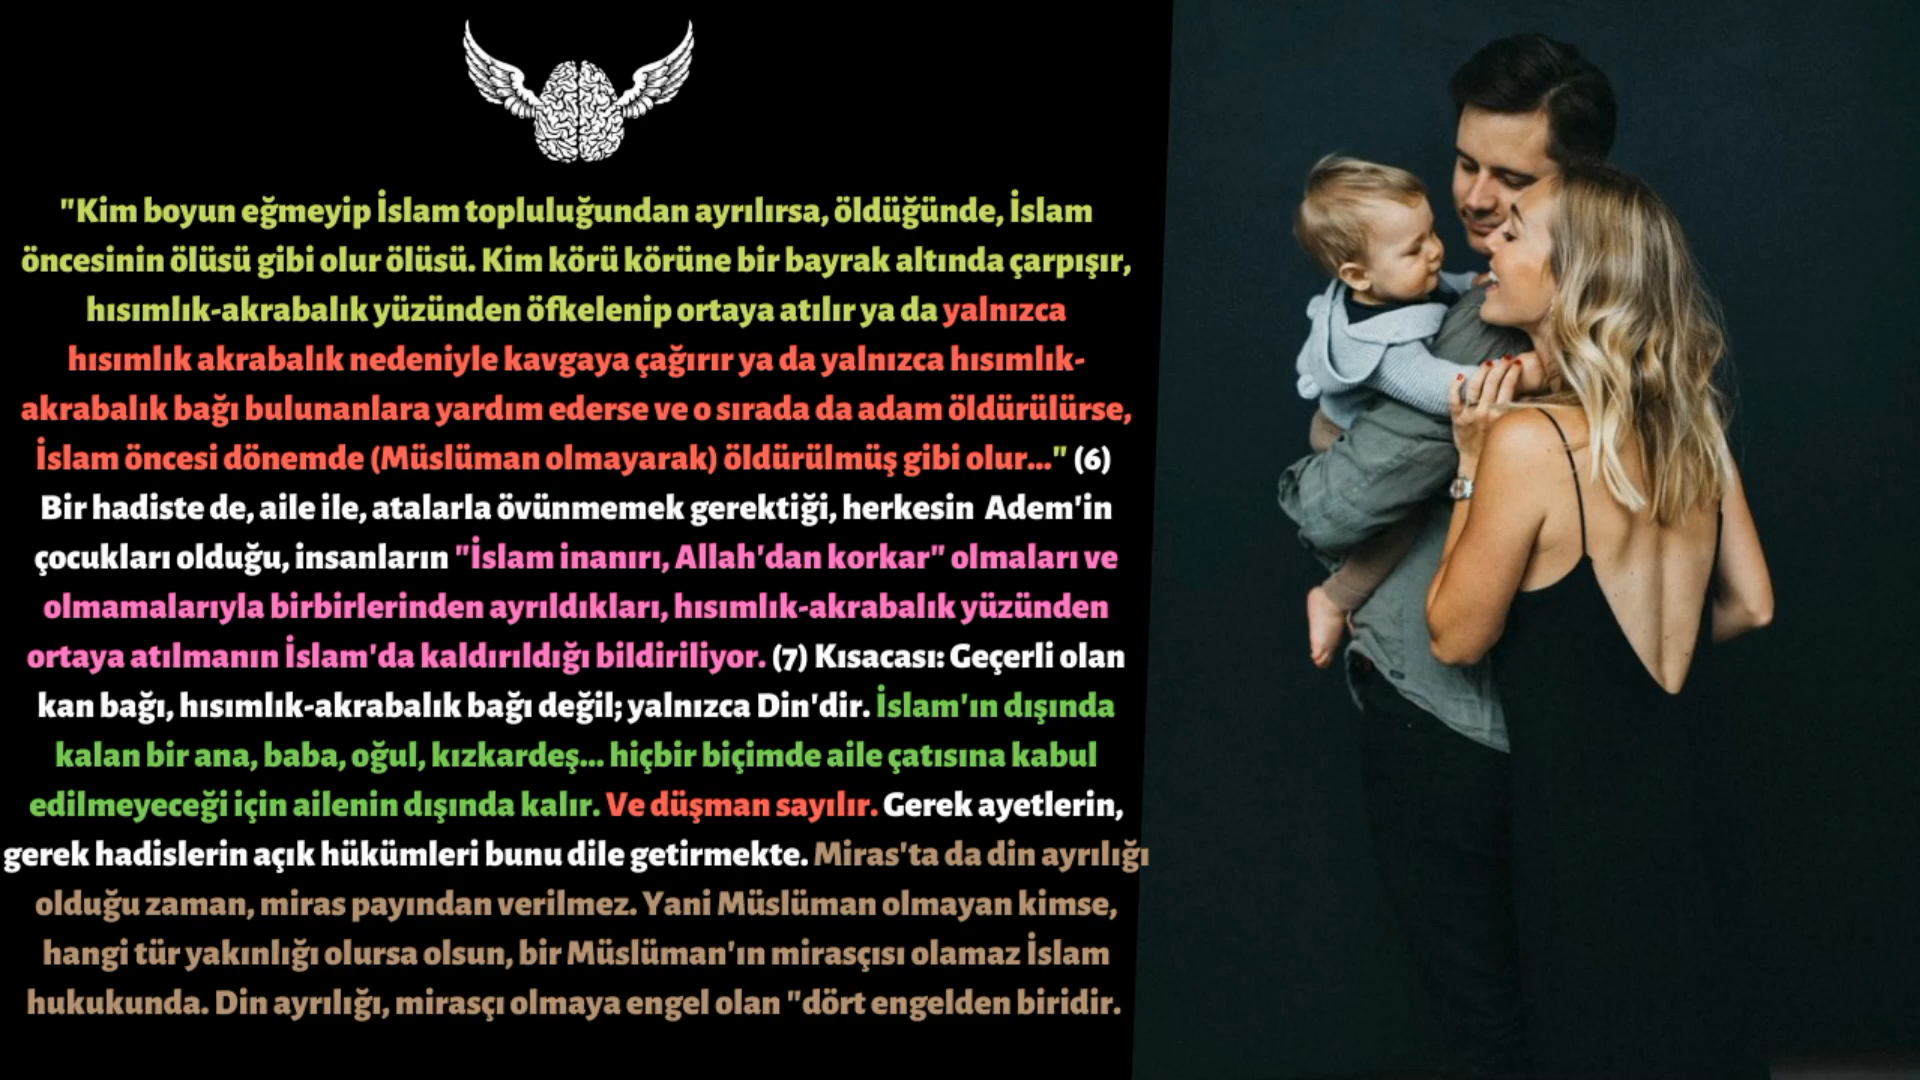 "Kim boyun eğmeyip İslam topluluğundan ayrılırsa, öldüğünde, İslam
öncesinin ölüsü gibi olur ölüsü. Kim körü körüne bir bayrak altında çarpışır,
hısımlık-akrabalık yüzünden öfkelenip ortaya atılır ya da yalnızca
hısımlık akrabalık nedeniyle kavgaya çağırır ya da yalnızca hısımlık-
akrabalık bağı bulunanlara yardım ederse ve o sırada da adam öldürülürse,
İslam öncesi dönemde (Müslüman olmayarak) öldürülmüş gibi olur..." (6)
Bir hadiste de, aile ile, atalarla övünmemek gerektiği, herkesin Adem'in
çocukları olduğu, insanların "İslam inanırı, Allah'dan korkar" olmaları ve
olmamalarıyla birbirlerinden ayrıldıkları, hısımlık-akrabalık yüzünden
ortaya atılmanın İslam'da kaldırıldığı bildiriliyor. (7) Kısacası: Geçerli olan
kan bağı, hısımlık-akrabalık bağı değil; yalnızca Din'dir. İslam'ın dışında
kalan bir ana, baba, oğul, kızkardeş... hiçbir biçimde aile çatısına kabul
edilmeyeceği için ailenin dışında kalır. Ve düşman sayılır. Gerek ayetlerin,
gerek hadislerin açık hükümleri bunu dile getirmekte. Miras'ta da din ayrılığı
olduğu zaman, miras payından verilmez. Yani Müslüman olmayan kimse,
hangi tür yakınlığı olursa olsun, bir Müslüman'ın mirasçısı olamaz İslam
hukukunda. Din ayrılığı, mirasçı olmaya engel olan "dört engelden biridir.